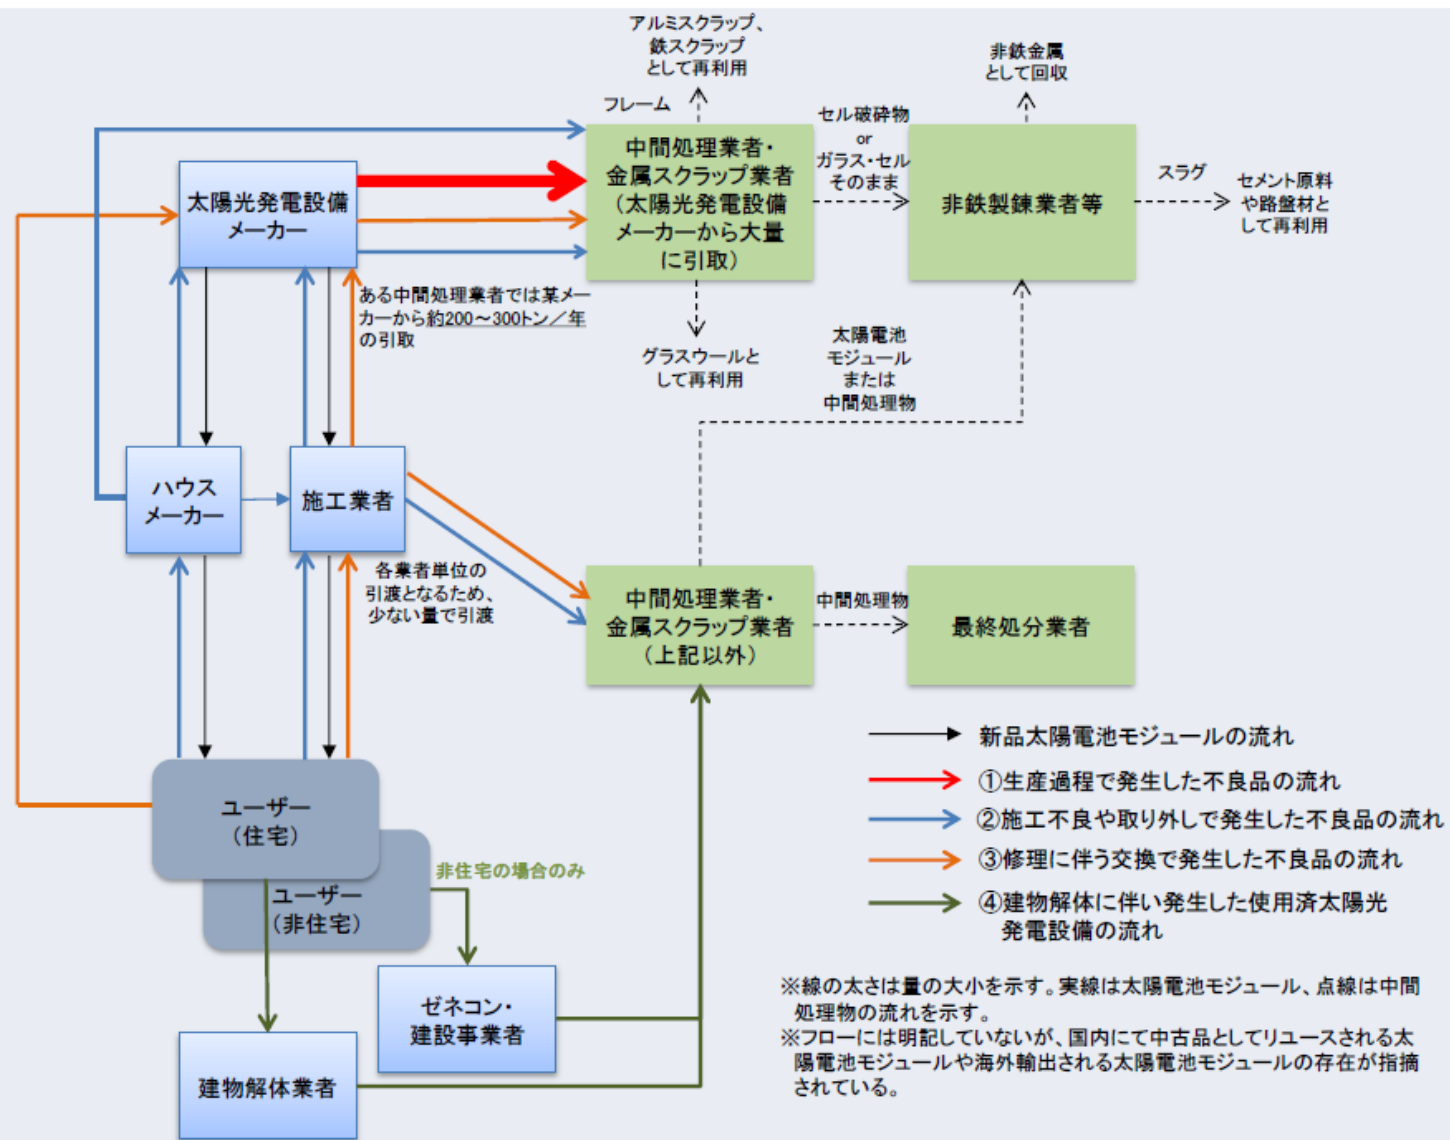 アルミスクラップ、
鉄スクラップ
として再利用
非鉄金属
として回収
フレーム
セル破砕物
or
ガラス・セル
そのまま
中間処理業者・
金属スクラップ業者
（太陽光発電設備
メーカーから大量
に引取）
太陽光発電設備
メーカー
非鉄製錬業者等
スラグ
セメント原料
や路盤材と
して再利用
ある中間処理業者では某メー
カーから約200～300トン／年
の引取
グラスウールと
して再利用
太陽電池
モジュール
または
中間処理物
ハウス
メーカー
施工業者
各業者単位の
引渡となるため、
少ない量で引渡
中間処理業者・
金属スクラップ業者
（上記以外）
中間処理物
最終処分業者
新品太陽電池モジュールの流れ
①生産過程で発生した不良品の流れ
②施工不良や取り外しで発生した不良品の流れ
③修理に伴う交換で発生した不良品の流れ
④建物解体に伴い発生した使用済太陽光
発電設備の流れ
ユーザー
（住宅）
ユーザー
（非住宅）
非住宅の場合のみ
ゼネコン・
建設事業者
建物解体業者
※線の太さは量の大小を示す。実線は太陽電池モジュール、点線は中間
処理物の流れを示す。
※フローには明記していないが、国内にて中古品としてリユースされる太
陽電池モジュールや海外輸出される太陽電池モジュールの存在が指摘
されている。